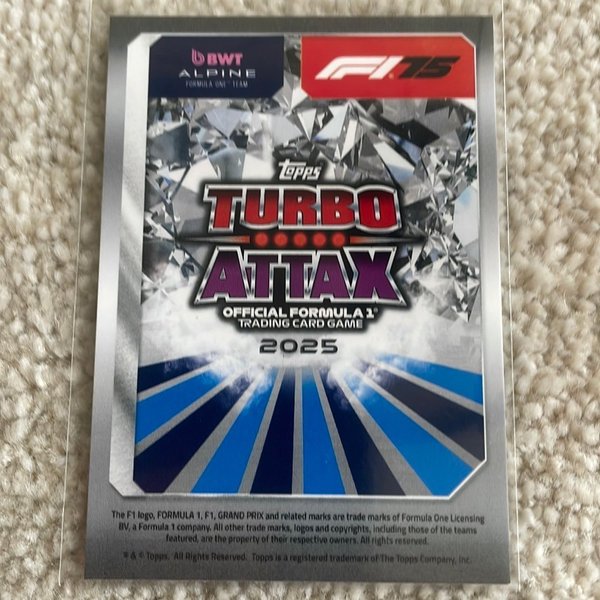 BWT
ALPINE
FORMULA ONE™ TEAM
F1 75
Topps
TURBO
ATTAX
OFFICIAL FORMULA 1®
TRADING CARD GAME
2025
The F1 logo, FORMULA 1, F1, GRAND PRIX and related marks are trade marks of Formula One Licensing
BV, a Formula 1 company. All other trade marks, logos and copyrights, including those of the teams
featured, are the property of their respective owners. All rights reserved.
® & © Topps. All Rights Reserved. Topps is a registered trademark of The Topps Company, Inc.